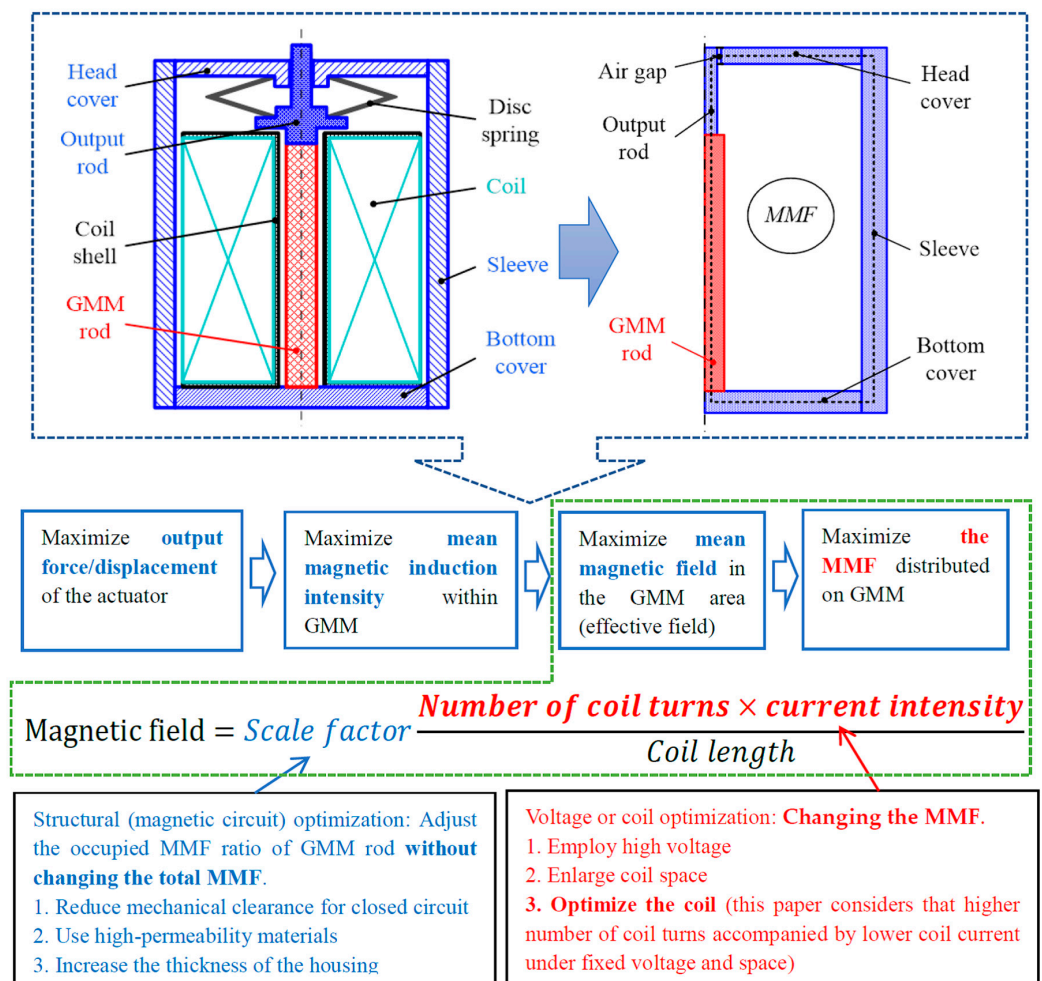 Head
cover
Output
rod
Coil
shell
GMM
rod
Disc
spring
Coil
Sleeve
Bottom
cover
Air gap
Output
rod
GMM
rod
MMF
Head
cover
Sleeve
Bottom
cover
Maximize output
force/displacement
of the actuator
Maximize mean
magnetic induction
intensity within
GMM
Maximize mean
magnetic field in
the GMM area
(effective field)
Maximize the
MMF distributed
on GMM
Magnetic field = Scale factor Number of coil turns × current intensity
Coil length
Structural (magnetic circuit) optimization: Adjust
the occupied MMF ratio of GMM rod without
changing the total MMF.
1. Reduce mechanical clearance for closed circuit
2. Use high-permeability materials
3. Increase the thickness of the housing
Voltage or coil optimization: Changing the MMF.
1. Employ high voltage
2. Enlarge coil space
3. Optimize the coil (this paper considers that higher
number of coil turns accompanied by lower coil current
under fixed voltage and space)